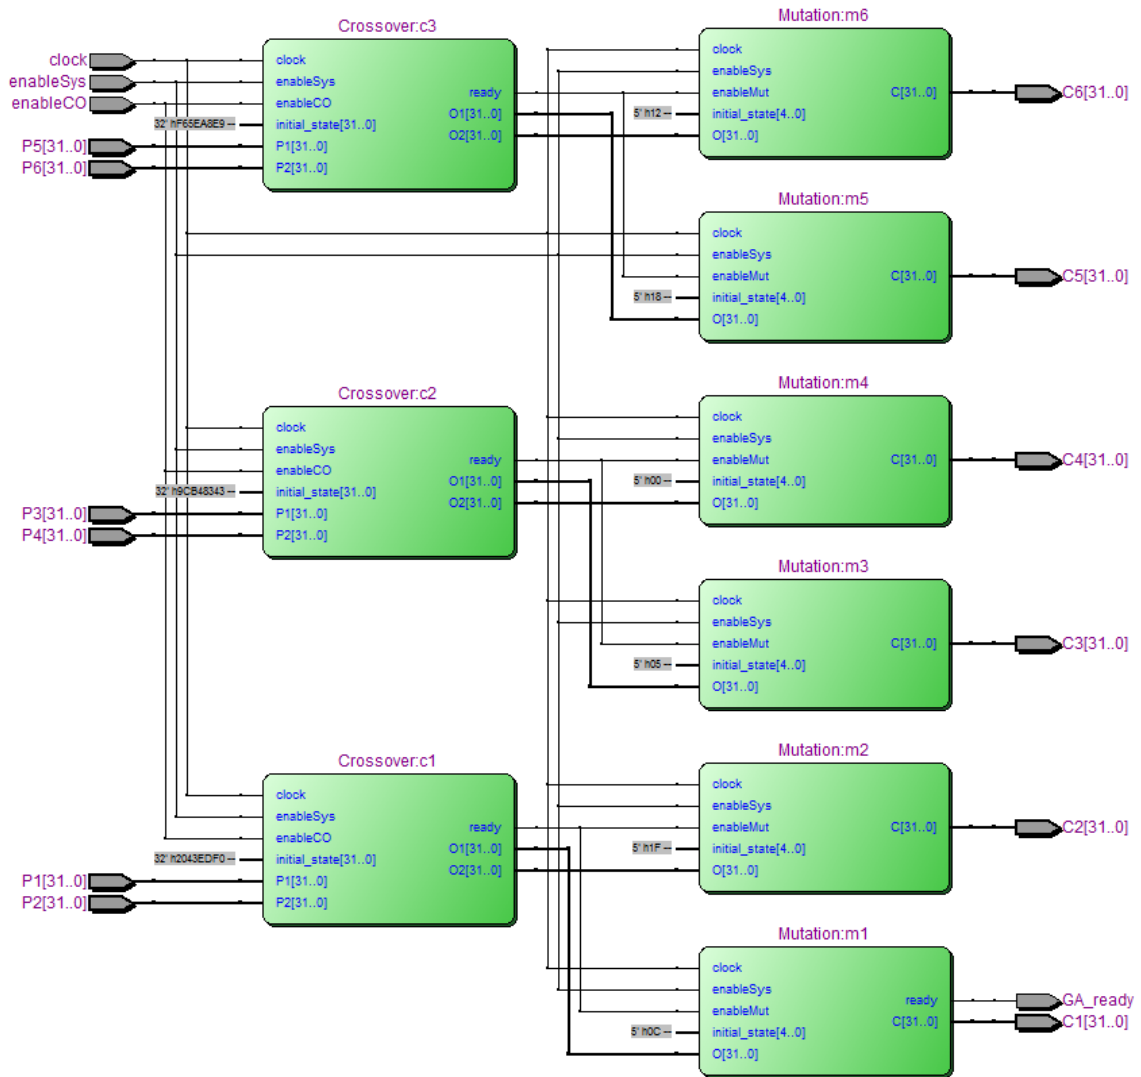 Crossover:c3
clock
enableSys
enableCO
32' hF65EA8E9 --
P5[31..0]
P6[31..0]
clock
enableSys
enableCO
initial_state[31..0]
P1[31..0]
P2[31..0]
ready
O1[31..0]
O2[31..0]
Mutation:m6
clock
enableSys
enableMut
5' h12 --
initial_state[4..0]
O[31..0]
C[31..0]
C6[31..0]
Mutation:m5
clock
enableSys
enableMut
5' h18 --
initial_state[4..0]
O[31..0]
C[31..0]
C5[31..0]
Crossover:c2
32' h9CB48343 --
P3[31..0]
P4[31..0]
clock
enableSys
enableCO
initial_state[31..0]
P1[31..0]
P2[31..0]
ready
O1[31..0]
O2[31..0]
Mutation:m4
clock
enableSys
enableMut
5' h00 --
initial_state[4..0]
O[31..0]
C[31..0]
C4[31..0]
Mutation:m3
clock
enableSys
enableMut
5' h05 --
initial_state[4..0]
O[31..0]
C[31..0]
C3[31..0]
Crossover:c1
32' h2043EDF0 --
P1[31..0]
P2[31..0]
clock
enableSys
enableCO
initial_state[31..0]
P1[31..0]
P2[31..0]
ready
O1[31..0]
O2[31..0]
Mutation:m2
clock
enableSys
enableMut
5' h1F --
initial_state[4..0]
O[31..0]
C[31..0]
C2[31..0]
Mutation:m1
clock
enableSys
enableMut
5' h0C --
initial_state[4..0]
O[31..0]
ready
C[31..0]
GA_ready
C1[31..0]